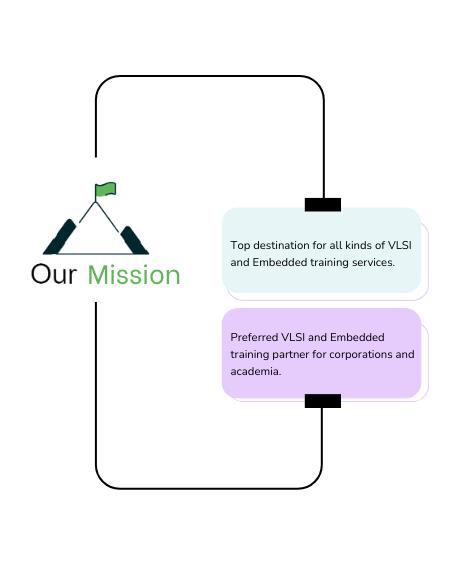 Our Mission
Top destination for all kinds of VLSI
and Embedded training services.
Preferred VLSI and Embedded
training partner for corporations and
academia.